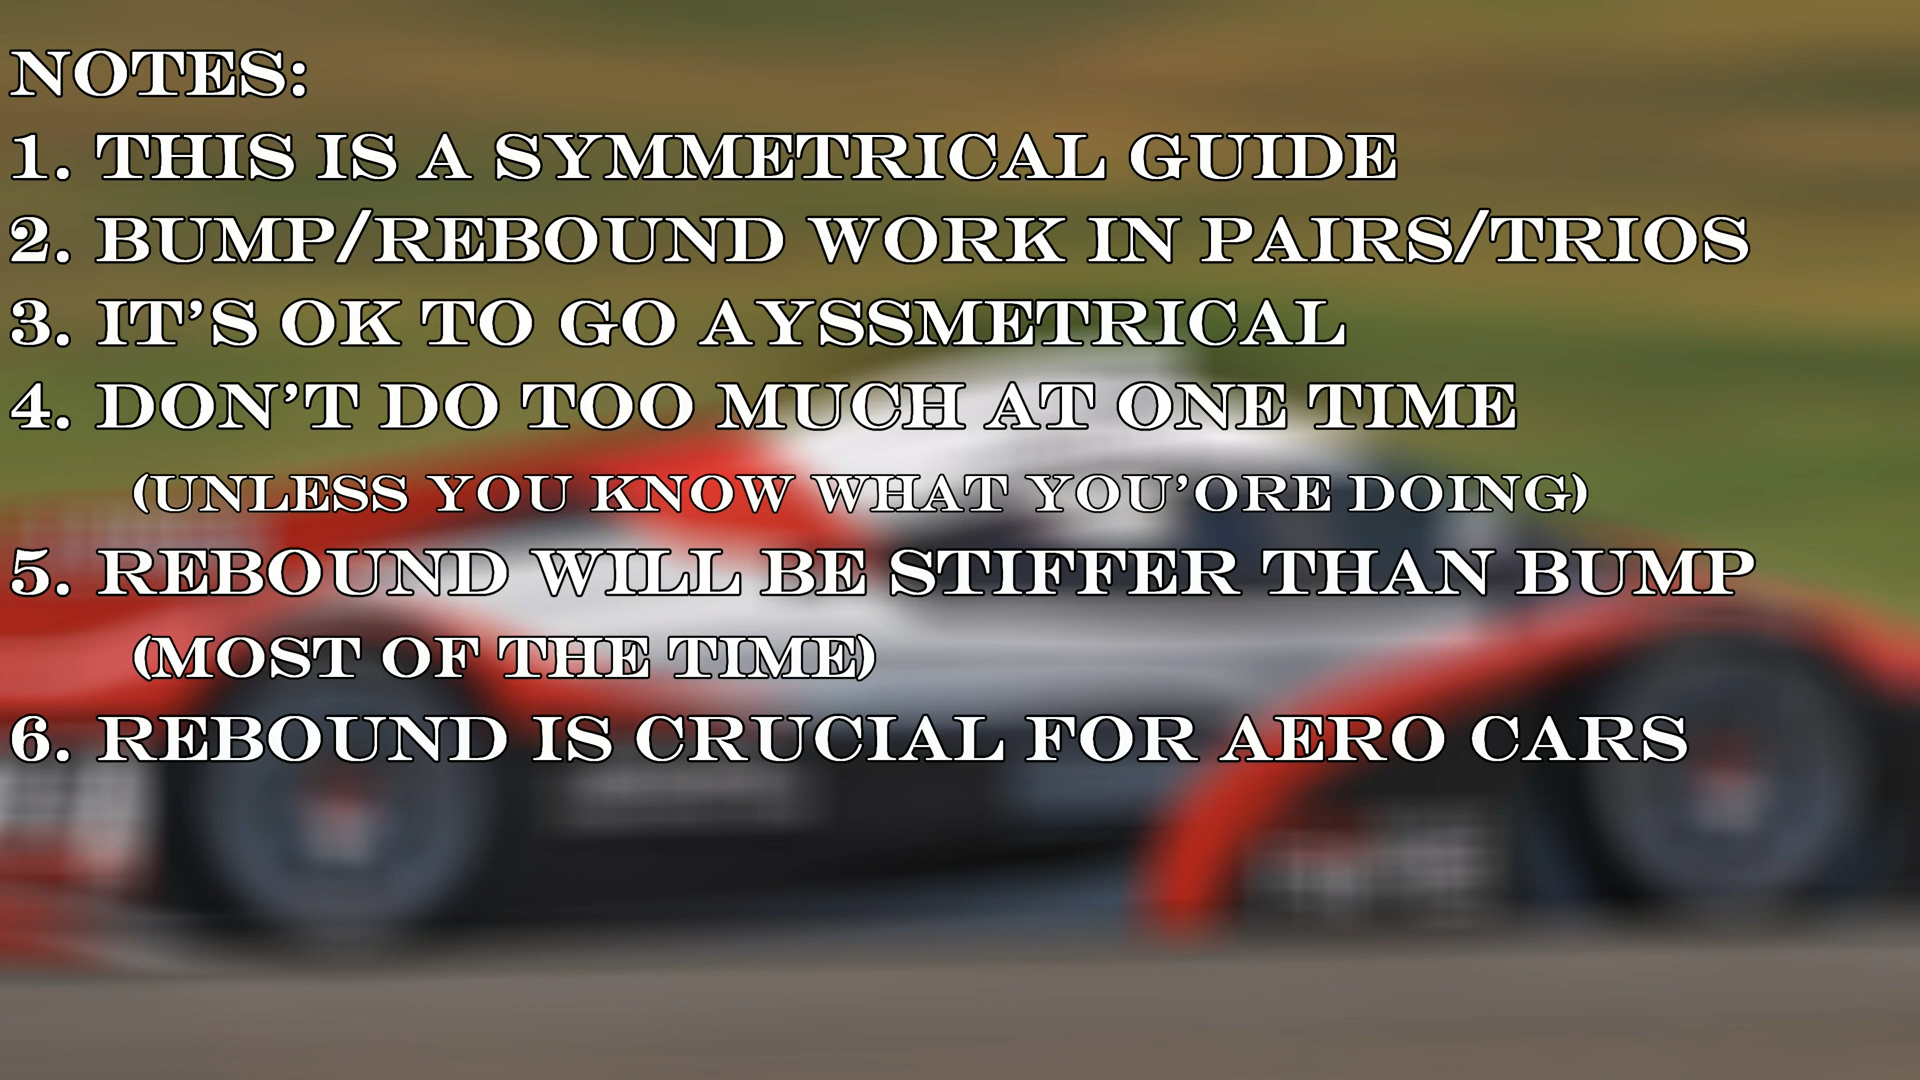 NOTES:
1. THIS IS A SYMMETRICAL GUIDE
2. BUMP/REBOUND WORK IN PAIRS/TRIOS
3. IT'S OK TO GO AYSSMETRICAL
4. DON'T DO TOO MUCH AT ONE TIME
(UNLESS YOU KNOW WHAT YOU'ORE DOING)
5. REBOUND WILL BE STIFFER THAN BUMP
(MOST OF THE TIME)
6. REBOUND IS CRUCIAL FOR AERO CARS